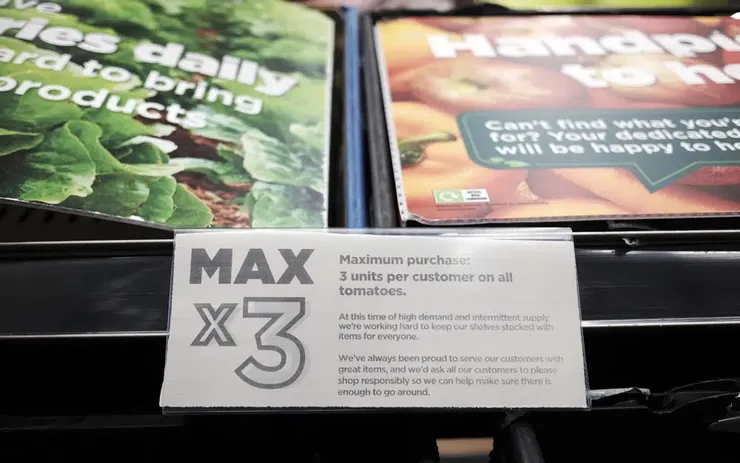 ries daily
ard to bring
products
Can't find what you'r
for? Your dedicated
will be happy to he
MAX
x3
Maximum purchase:
3 units per customer on all
tomatoes.
At this time of high demand and intermittent supply
we're working hard to keep our shelves stocked with
items for everyone.
We've always been proud to serve our customers with
great items, and we'd ask all our customers to please
shop responsibly so we can help make sure there is
enough to go around.